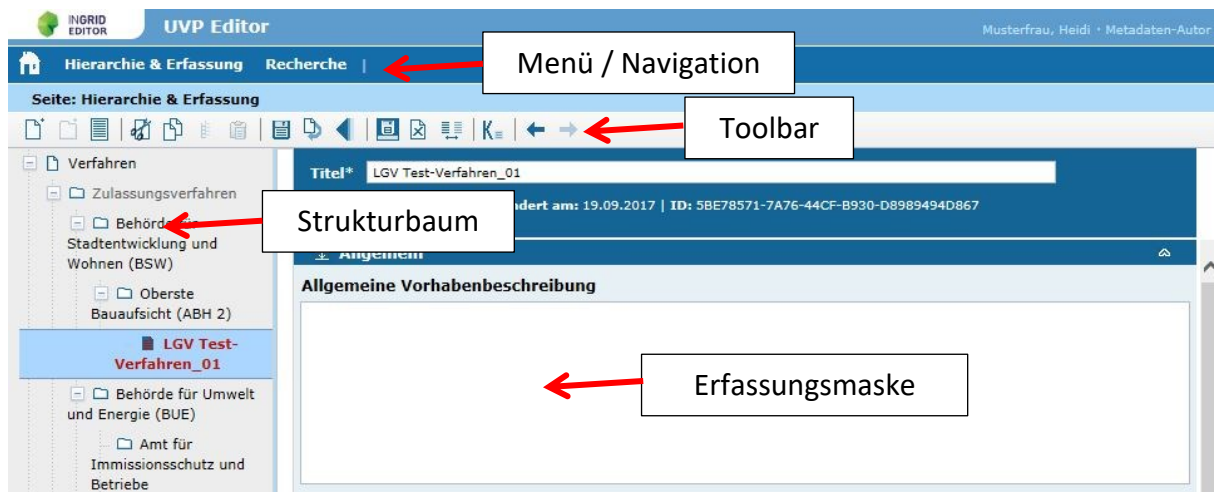 INGRID
EDITOR
UVP Editor
Musterfrau, Heidi • Metadaten-Autor
Hierarchie & Erfassung Recherche |
Menü / Navigation
Seite: Hierarchie & Erfassung
Toolbar
Verfahren
Zulassungsverfahren
Behörde
Stadtentwicklung und
Wohnen (BSW)
Oberste
Bauaufsicht (ABH 2)
LGV Test-
Verfahren_01
Behörde für Umwelt
und Energie (BUE)
Amt für
Immissionsschutz und
Betriebe
Strukturbaum
Titel* LGV Test-Verfahren_01
dert am: 19.09.2017 | ID: 5BE78571-7A76-44CF-B930-D8989494D867
Allgemein
Allgemeine Vorhabenbeschreibung
Erfassungsmaske